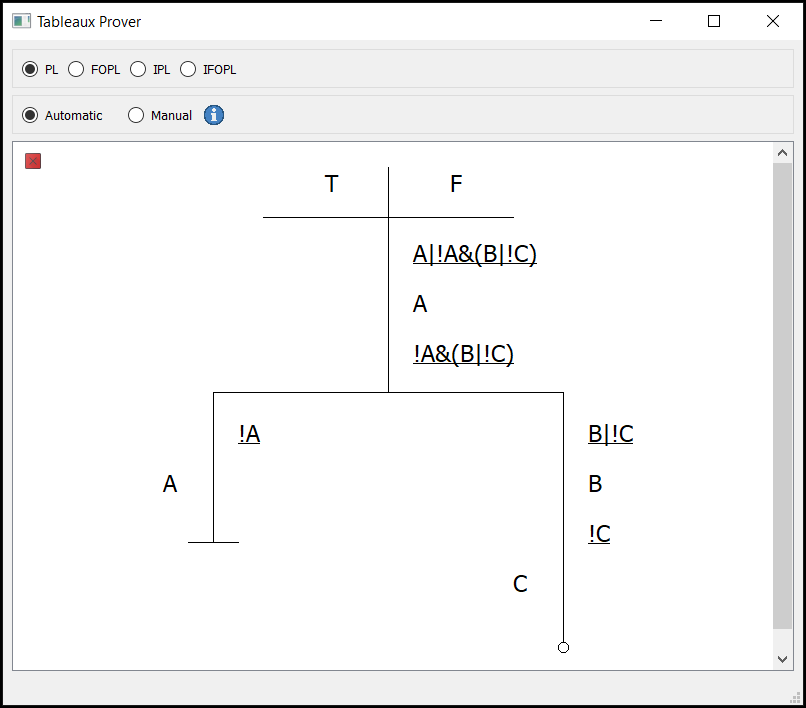 Tableaux Prover
PL FOPL IPL IFOPL
Automatic Manual
T F
A|!A&(B|!C)
A
!A&(B|!C)
!A B|!C
A B
!C
C